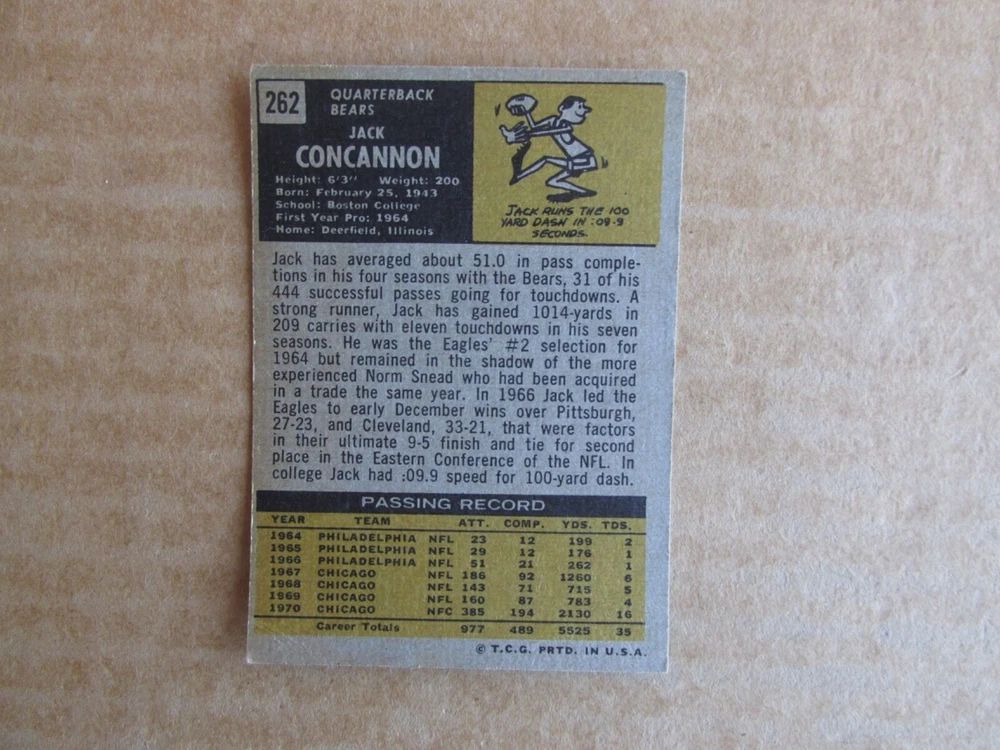 262
QUARTERBACK
BEARS
JACK
CONCANNON
Height: 6'3" Weight: 200
Born: February 25, 1943
School: Boston College
First Year Pro: 1964
Home: Deerfield, Illinois
JACK RUNS THE 100
YARD DASH IN :09.9
SECONDS.
Jack has averaged about 51.0 in pass comple-
tions in his four seasons with the Bears, 31 of his
444 successful passes going for touchdowns. A
strong runner, Jack has gained 1014-yards in
209 carries with eleven touchdowns in his seven
seasons. He was the Eagles' #2 selection for
1964 but remained in the shadow of the more
experienced Norm Snead who had been acquired
in a trade the same year. In 1966 Jack led the
Eagles to early December wins over Pittsburgh,
27-23, and Cleveland, 33-21, that were factors
in their ultimate 9-5 finish and tie for second
place in the Eastern Conference of the NFL. In
college Jack had :09.9 speed for 100-yard dash.
PASSING RECORD
YEAR TEAM ATT. COMP. YDS. TDS.
1964 PHILADELPHIA NFL 23 12 199 2
1965 PHILADELPHIA NFL 29 12 176 1
1966 PHILADELPHIA NFL 51 21 262 1
1967 CHICAGO NFL 186 92 1260 6
1968 CHICAGO NFL 143 71 715 5
1969 CHICAGO NFL 160 87 783 4
1970 CHICAGO NFC 385 194 2130 16
Career Totals 977 489 5525 35
© T.C.G. PRTD. IN U.S.A.